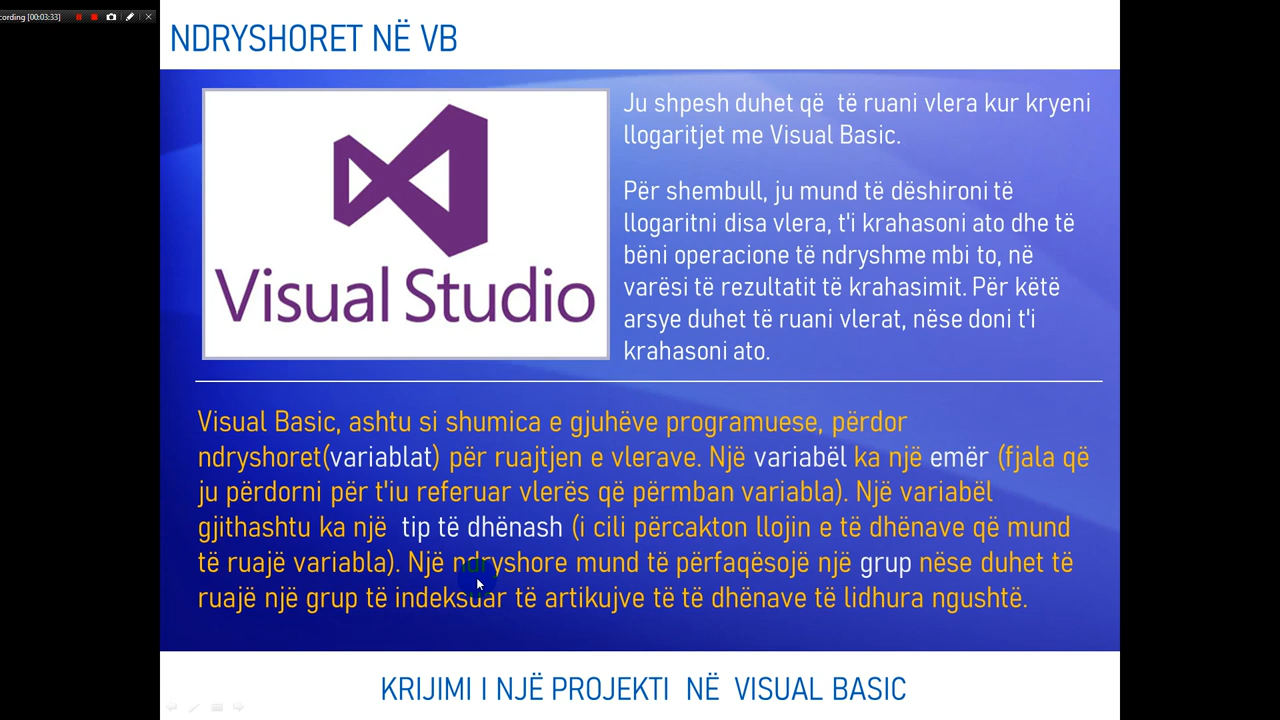 cording [00:03:33]
NDRYSHORET NË VB
Visual Studio
Ju shpesh duhet që  të ruani vlera kur kryeni
llogaritjet me Visual Basic.
Për shembull, ju mund të dëshironi të
llogaritni disa vlera, t'i krahasoni ato dhe të
bëni operacione të ndryshme mbi to, në
varësi të rezultatit të krahasimit. Për këtë
arsye duhet të ruani vlerat, nëse doni t'i
krahasoni ato.
Visual Basic, ashtu si shumica e gjuhëve programuese, përdor
ndryshoret(variablat) për ruajtjen e vlerave. Një variabël ka një emër (fjala që
ju përdorni për t'iu referuar vlerës që përmban variabla). Një variabël
gjithashtu ka një  tip të dhënash (i cili përcakton llojin e të dhënave që mund
të ruajë variabla). Një ndryshore mund të përfaqësojë një grup nëse duhet të
ruajë një grup të indeksuar të artikujve të të dhënave të lidhura ngushtë.
KRIJIMI I NJË PROJEKTI  NË  VISUAL BASIC